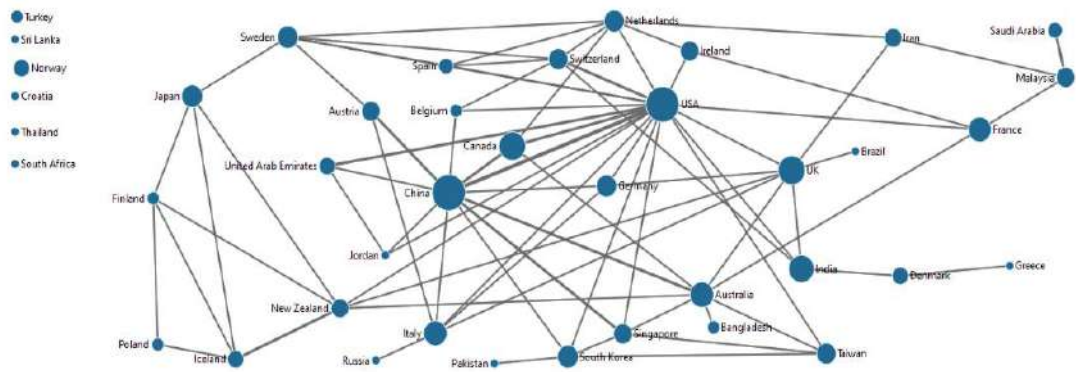 Turkey
Sri Lanka
Norway
Croatia
Thailand
South Africa
Sweden
Netherlands
Iran
Saudi Arabia
Spain
Switzerland
Ireland
Malaysia
Japan
Austria
Belgium
USA
France
Canada
United Arab Emirates
Brazil
UK
China
Germany
Finland
Jordan
India
Denmark
Greece
New Zealand
Australia
Italy
Singapore
Bangladesh
Poland
Iceland
Russia
Pakistan
South Korea
Taiwan